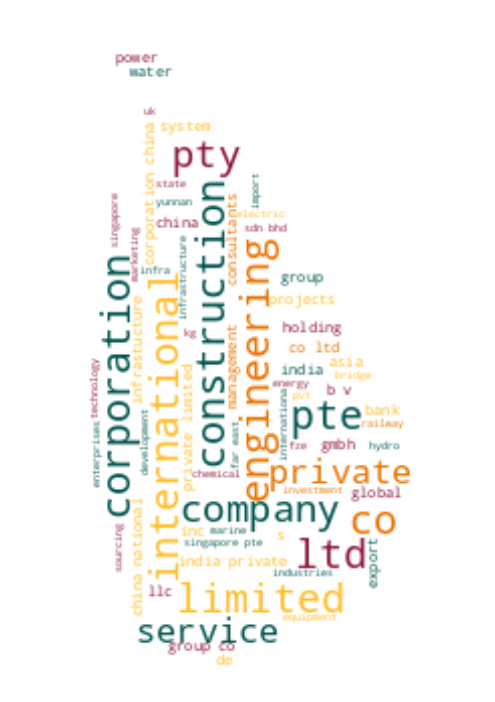 power
water
uk
system
corporation china
pty
state
yunnan
import
singapore
construction
consultants
electric
china
sdn bhd
marketing
infrastructure
engineering
corporation
infra
international
group
infrastucture
projects
kg
holding
management
co ltd
technology
private limited
india
asia
bridge
energy
b v
pvt
international
pte
bank
railway
enterprises
development
far east
fze
gmbh
hydro
chemical
private
investment
global
company
co
china national
sourcing
inc
marine
s
singapore pte
ltd
export
india private
industries
llc
limited
equipment
service
group co
de